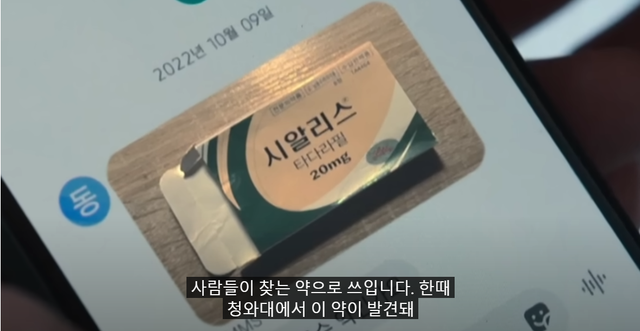 2022년 10월 09일
시알리스
타다라필
20mg
동
사람들이 찾는 약으로 쓰입니다. 한때
청와대에서 이 약이 발견돼